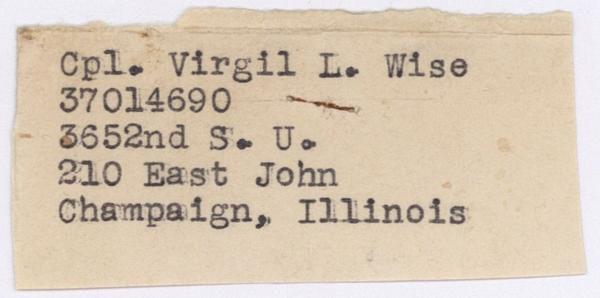 Cpl. Virgil L. Wise
37014690
3652nd S. U.
210 East John
Champaign, Illinois